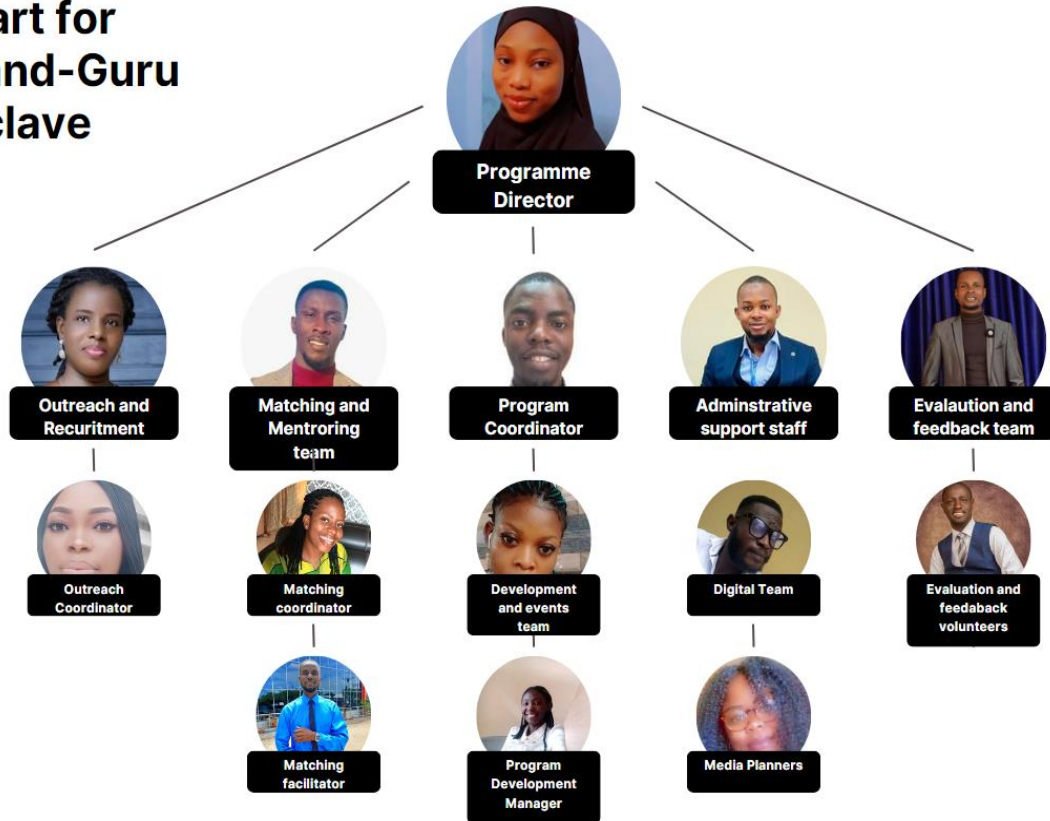 art for
and-Guru
clave
Programme
Director
Outreach and
Recuritment
Matching and
Mentroring
team
Program
Coordinator
Adminstrative
support staff
Evalaution and
feedback team
Outreach
Coordinator
Matching
coordinator
Development
and events
team
Digital Team
Evaluation and
feedaback
volunteers
Matching
facilitator
Program
Development
Manager
Media Planners